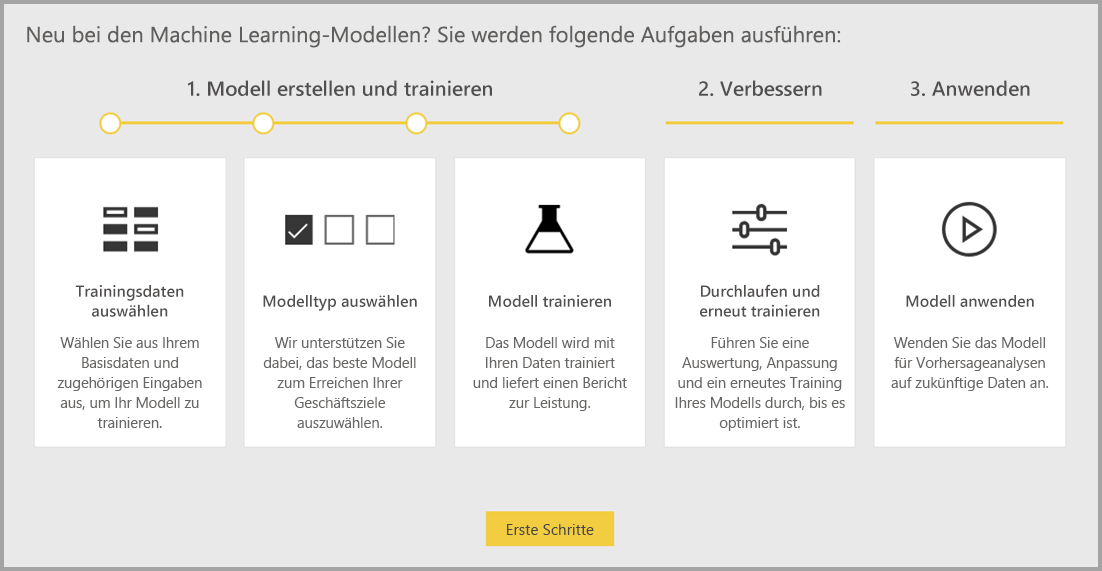 Neu bei den Machine Learning-Modellen? Sie werden folgende Aufgaben ausführen:
1. Modell erstellen und trainieren
2. Verbessern
3. Anwenden
Trainingsdaten
auswählen
Wählen Sie aus Ihrem
Basisdaten und
zugehörigen Eingaben
aus, um Ihr Modell zu
trainieren.
Modelltyp auswählen
Wir unterstützen Sie
dabei, das beste Modell
zum Erreichen Ihrer
Geschäftsziele
auszuwählen.
Modell trainieren
Das Modell wird mit
Ihren Daten trainiert
und liefert einen Bericht
zur Leistung.
Durchlaufen und
erneut trainieren
Führen Sie eine
Auswertung, Anpassung
und ein erneutes Training
Ihres Modells durch, bis es
optimiert ist.
Modell anwenden
Wenden Sie das Modell
für Vorhersageanalysen
auf zukünftige Daten an.
Erste Schritte